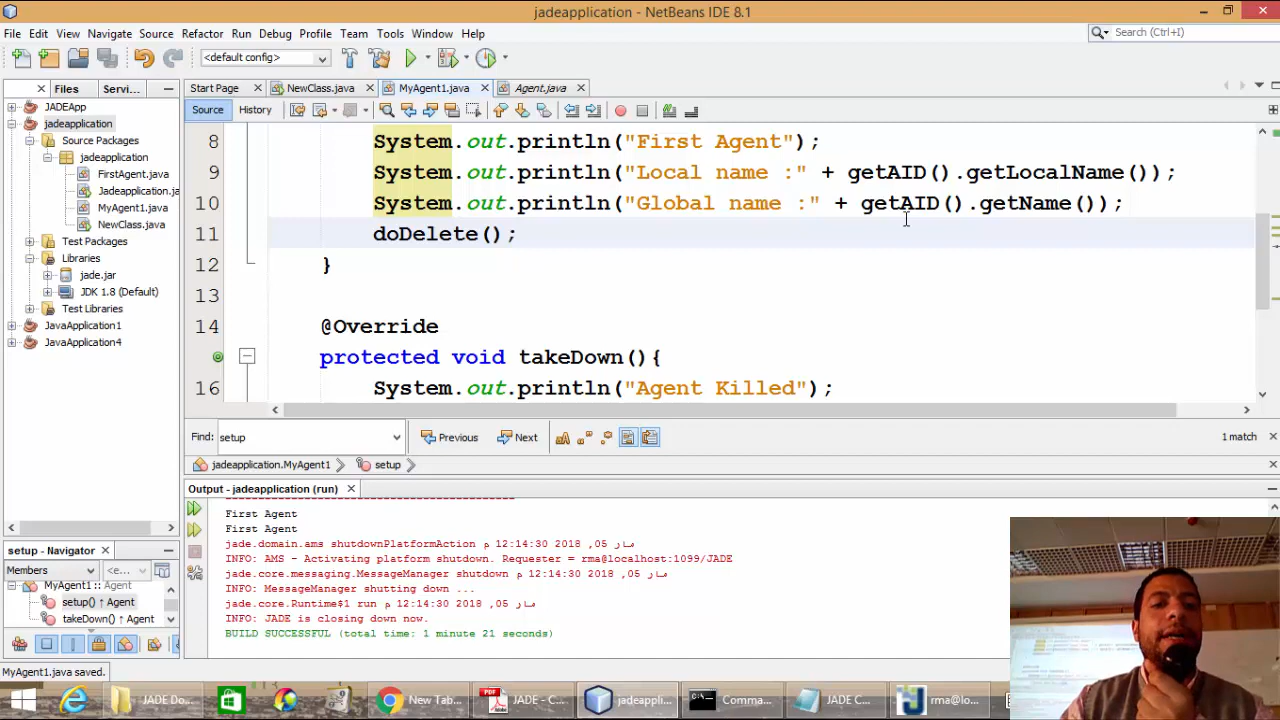 jadeapplication - NetBeans IDE 8.1
File Edit View Navigate Source Refactor Run Debug Profile Team Tools Window Help
Search (Ctrl+I)
<default config>
Files Servi...
Start Page NewClass.java MyAgent1.java Agent.java
Source History
JADEApp
jadeapplication
Source Packages
jadeapplication
FirstAgent.java
Jadeapplication.ja
MyAgent1.java
NewClass.java
Test Packages
Libraries
jade.jar
JDK 1.8 (Default)
Test Libraries
JavaApplication1
JavaApplication4
8 System.out.println("First Agent");
9 System.out.println("Local name :" + getAID().getLocalName());
10 System.out.println("Global name :" + getAID().getName());
11 doDelete();
12 }
13
14 @Override
protected void takeDown(){
16 System.out.println("Agent Killed");
Find: setup Previous Next 1 match
jadeapplication.MyAgent1 setup
Output - jadeapplication (run)
First Agent
First Agent
jade.domain.ams shutdownPlatformAction م 12:14:30 2018 ,05 مار
INFO: AMS - Activating platform shutdown. Requester = rma@localhost:1099/JADE
jade.core.messaging.MessageManager shutdown م 12:14:30 2018 ,05 مار
INFO: MessageManager shutting down ...
jade.core.Runtime$1 run م 12:14:30 2018 ,05 مار
INFO: JADE is closing down now.
BUILD SUCCESSFUL (total time: 1 minute 21 seconds)
setup - Navigator
Members <e...
MyAgent1 :: Agent
setup() ↑ Agent
takeDown() ↑ Agent
MyAgent1.java saved.
JADE Do... New Tab... JADE - C... jadeappli... Comma... JADE C... rma@lo...